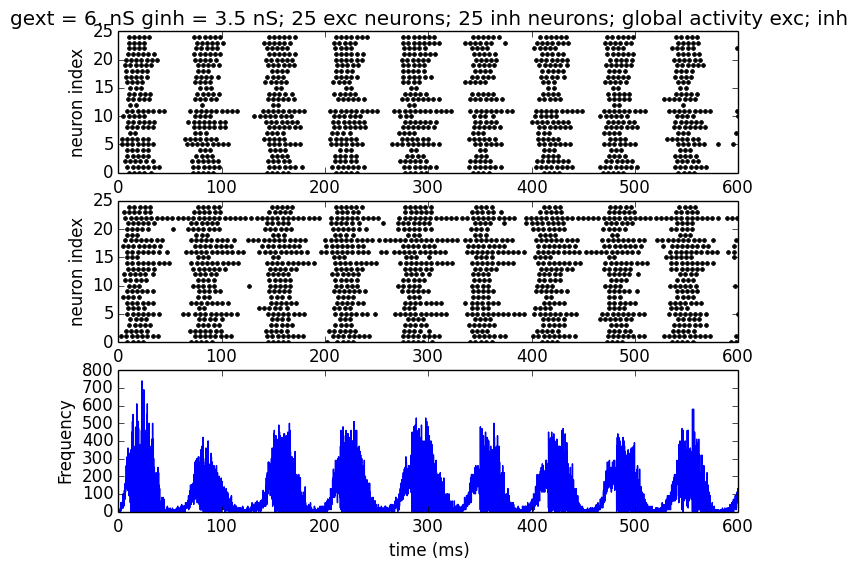 gext = 6, nS ginh = 3.5 nS; 25 exc neurons; 25 inh neurons; global activity exc; inh
25
20
15
10
5
0
neuron index
0 100 200 300 400 500 600
25
20
15
10
5
0
neuron index
0 100 200 300 400 500 600
800
700
600
500
400
300
200
100
0
Frequency
0 100 200 300 400 500 600
time (ms)